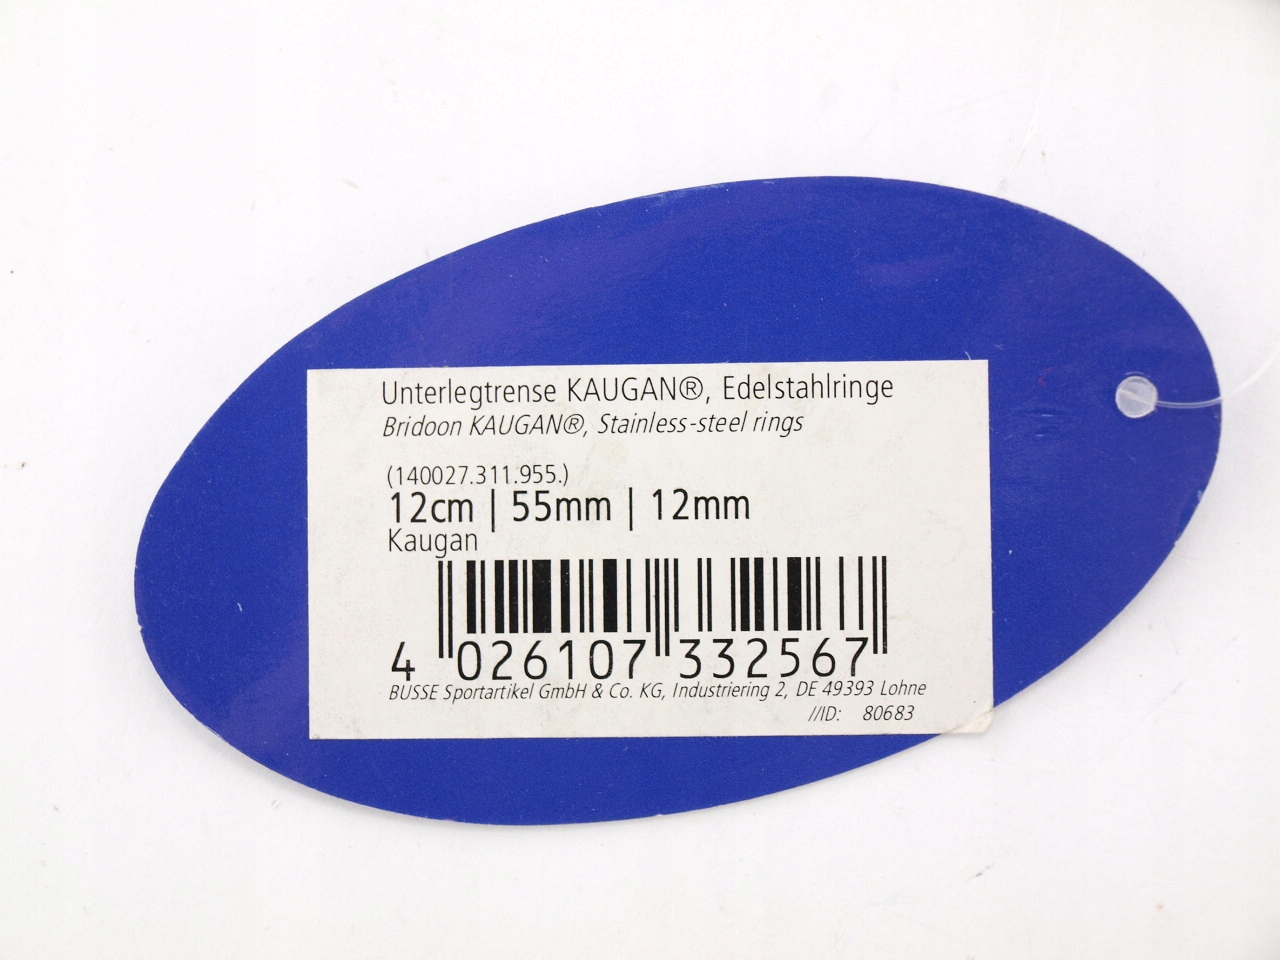 Unterlegtrense KAUGAN®, Edelstahlringe
Bridoon KAUGAN®, Stainless-steel rings
(140027.311.955.)
12cm | 55mm | 12mm
Kaugan
4 026107 332567
BUSSE Sportartikel GmbH & Co. KG, Industriering 2, DE 49393 Lohne
//ID: 80683